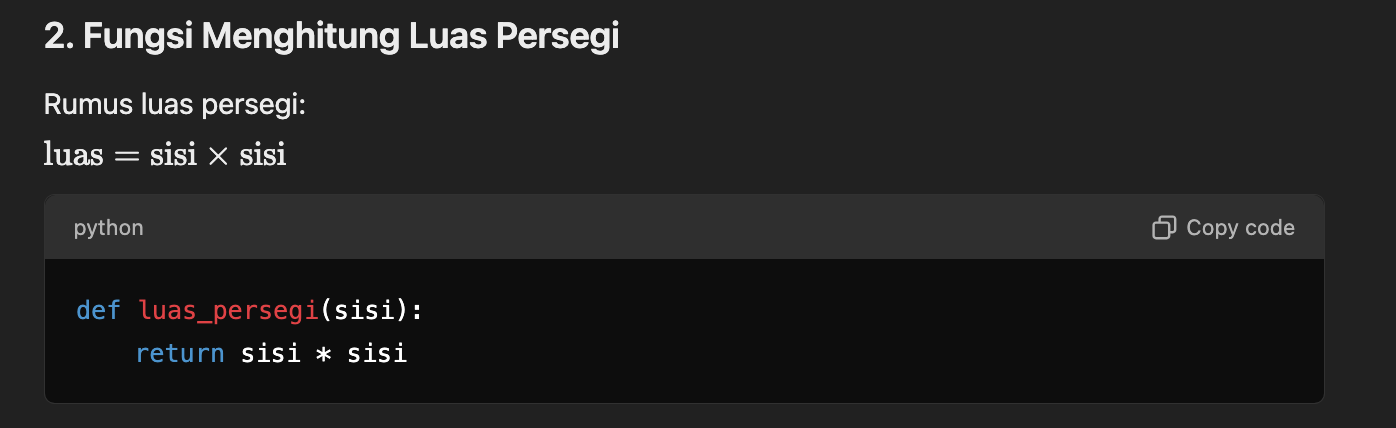 2. Fungsi Menghitung Luas Persegi
Rumus luas persegi:
luas = sisi × sisi
python
Copy code
def luas_persegi(sisi):
    return sisi * sisi